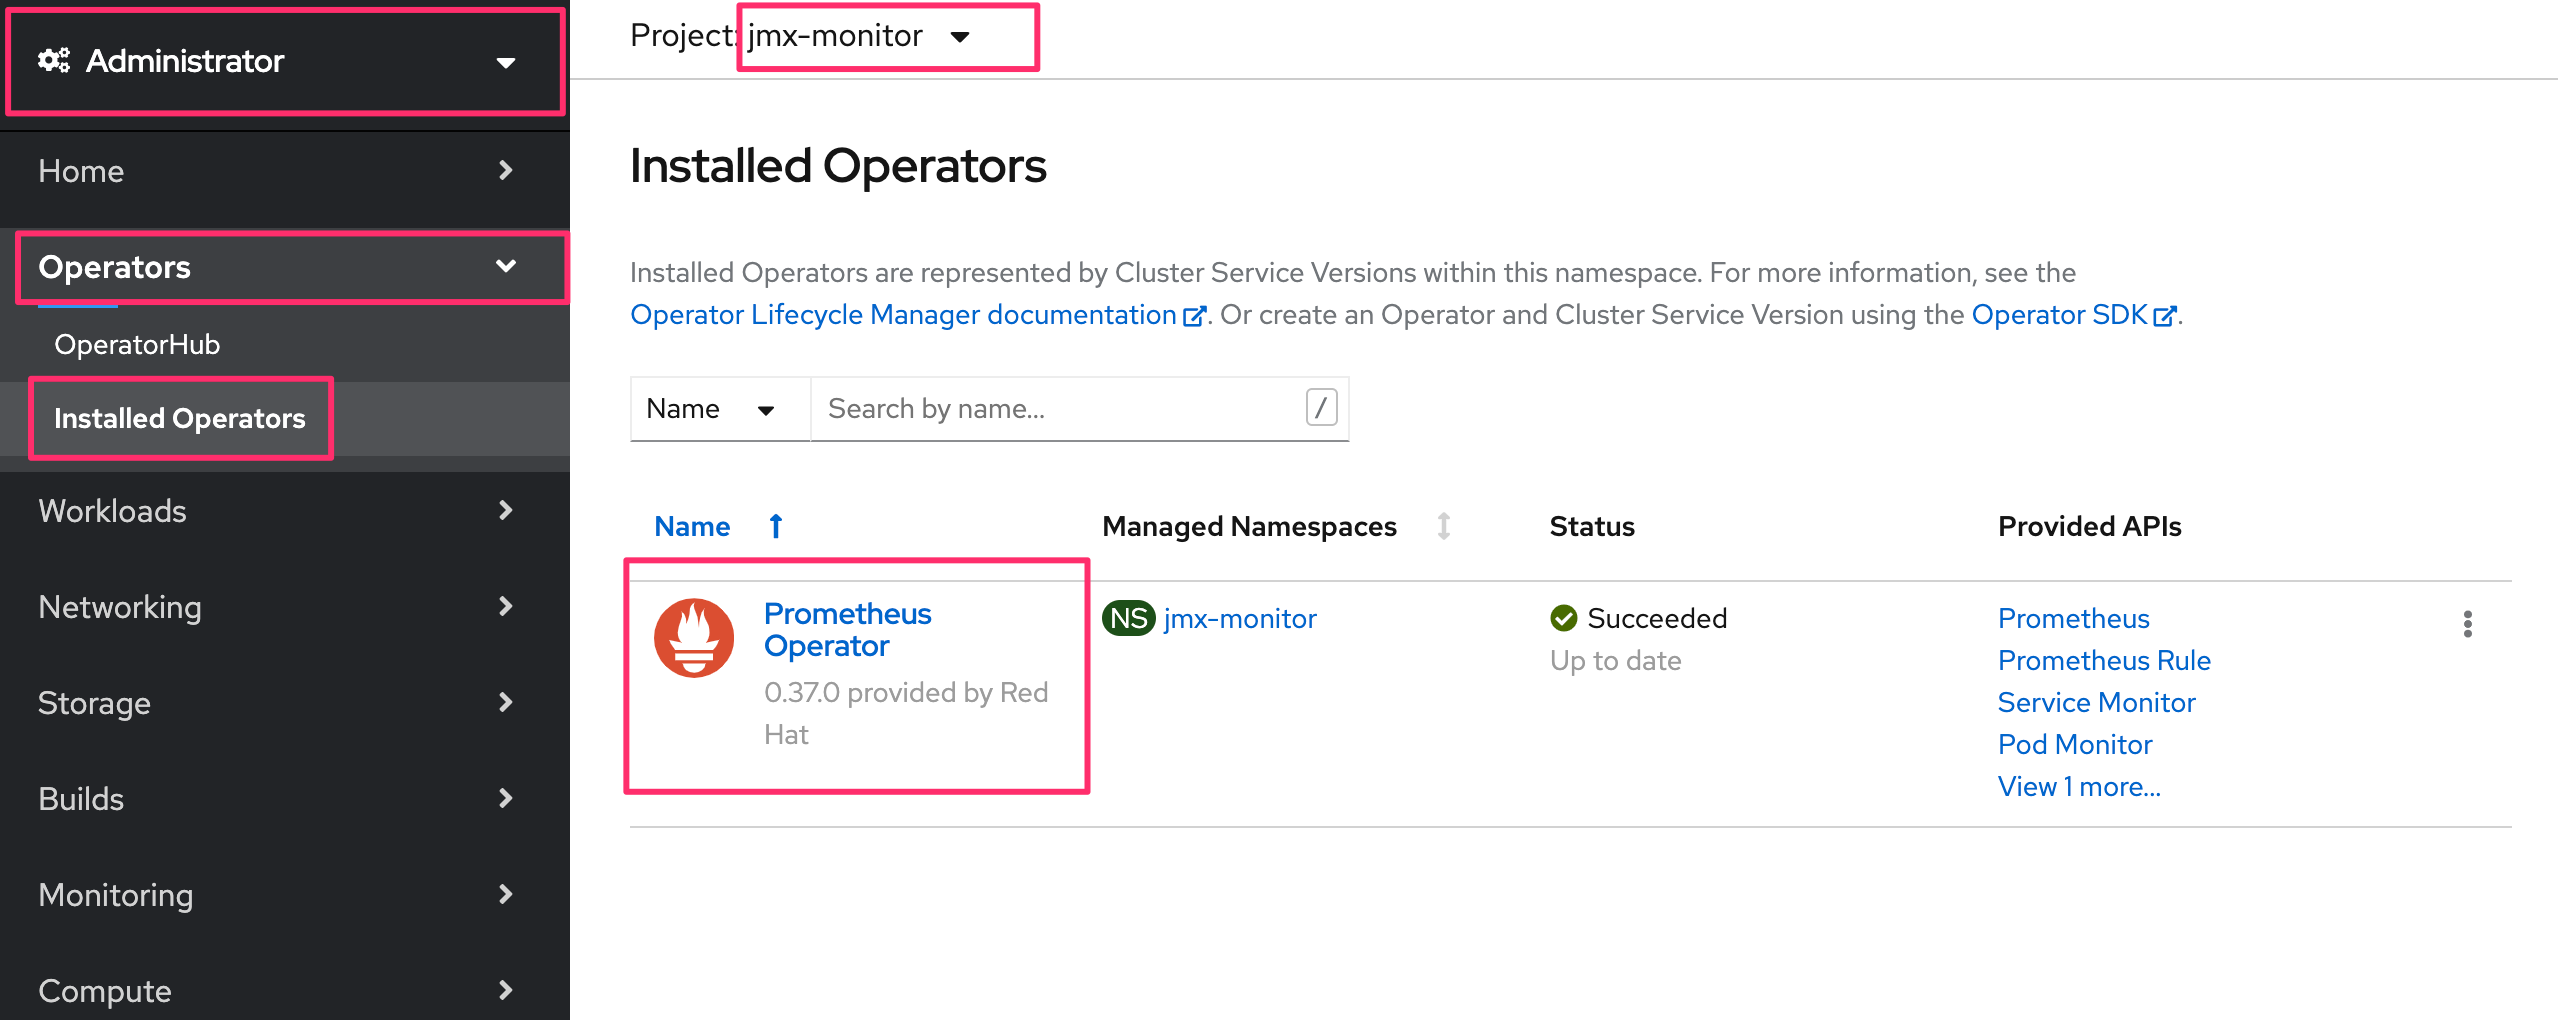 Administrator
Home
Operators
OperatorHub
Installed Operators
Workloads
Networking
Storage
Builds
Monitoring
Compute
Project: jmx-monitor
Installed Operators
Installed Operators are represented by Cluster Service Versions within this namespace. For more information, see the
Operator Lifecycle Manager documentation. Or create an Operator and Cluster Service Version using the Operator SDK.
Name Search by name... /
Name Managed Namespaces Status Provided APIs
Prometheus
Operator
0.37.0 provided by Red
Hat
NS jmx-monitor
Succeeded
Up to date
Prometheus
Prometheus Rule
Service Monitor
Pod Monitor
View 1 more...